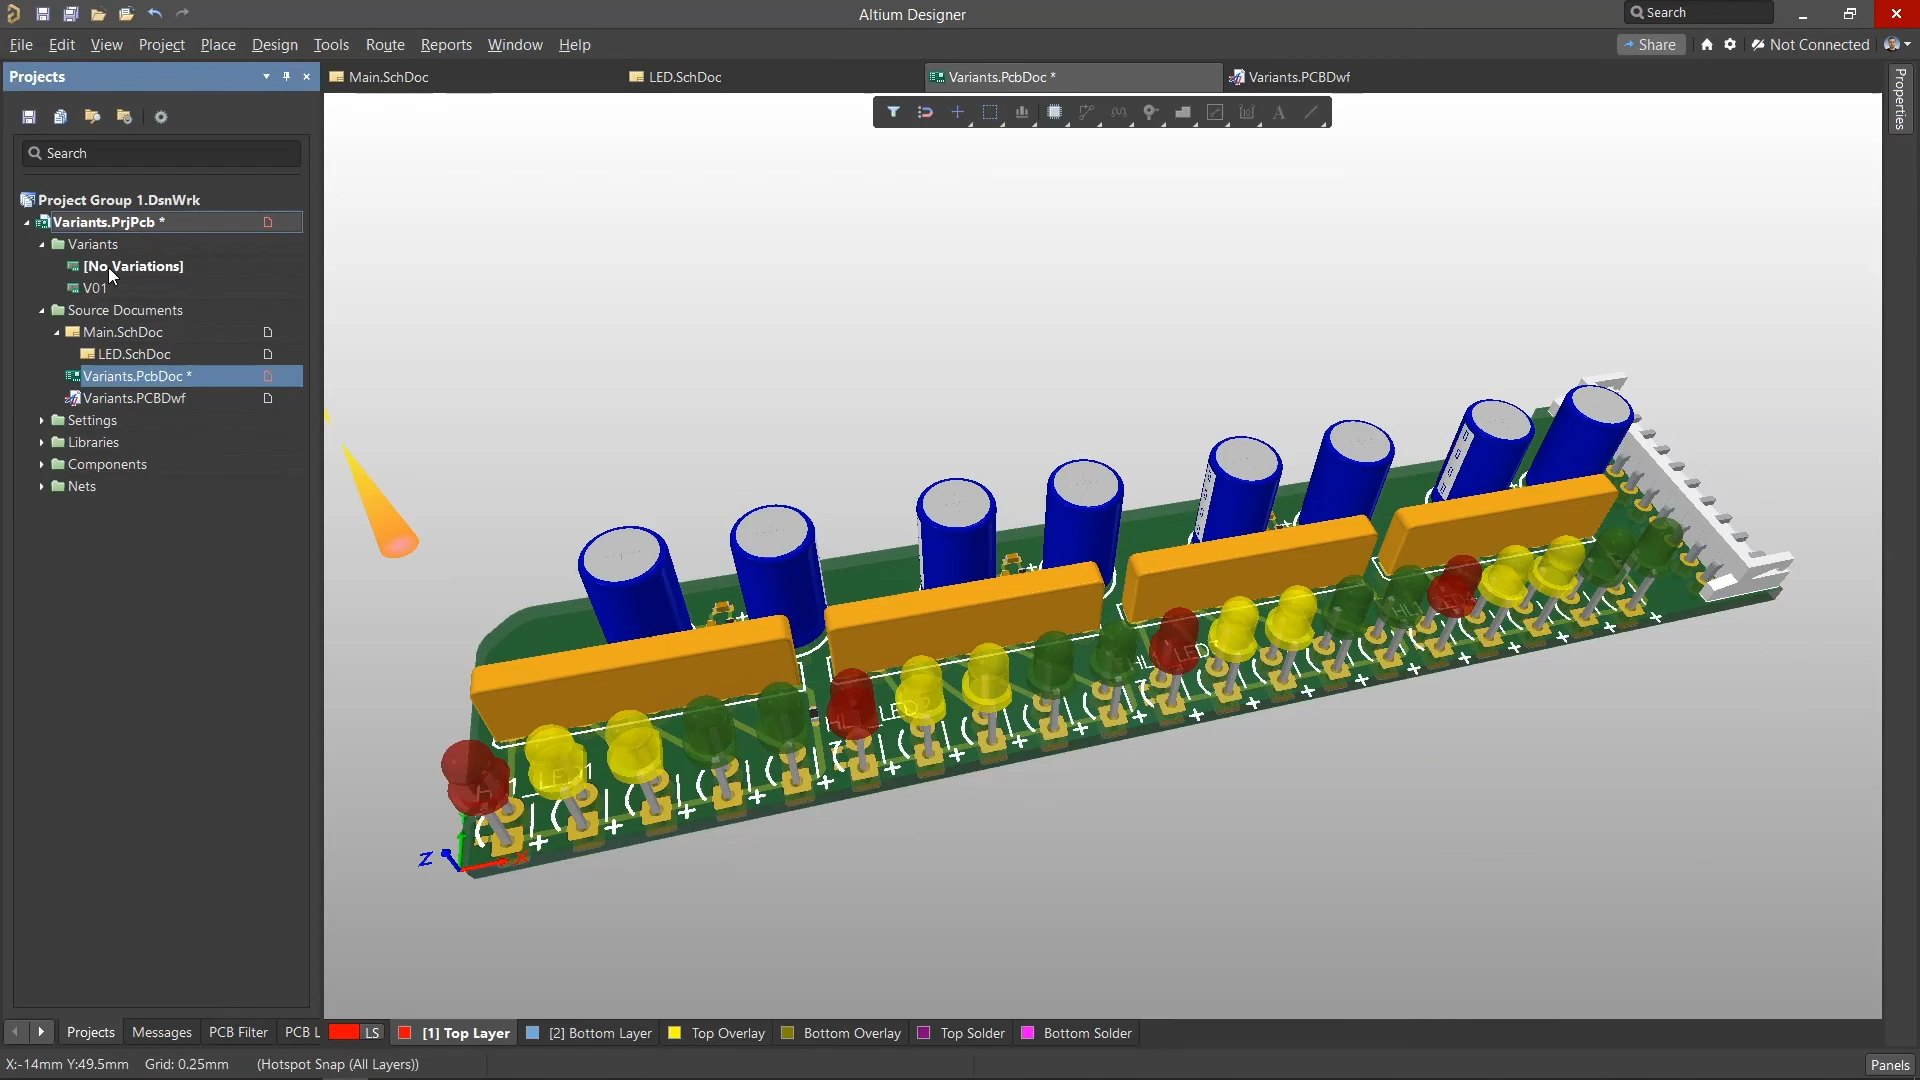 Altium Designer
Search
File Edit View Project Place Design Tools Route Reports Window Help
Share Not Connected
Projects
Main.SchDoc LED.SchDoc Variants.PcbDoc * Variants.PCBDwf
Properties
Search
Project Group 1.DsnWrk
Variants.PrjPcb *
Variants
[No Variations]
V01
Source Documents
Main.SchDoc
LED.SchDoc
Variants.PcbDoc *
Variants.PCBDwf
Settings
Libraries
Components
Nets
LED1
Z
X
Projects Messages PCB Filter PCB L LS [1] Top Layer [2] Bottom Layer Top Overlay Bottom Overlay Top Solder Bottom Solder
X:-14mm Y:49.5mm Grid: 0.25mm (Hotspot Snap (All Layers))
Panels